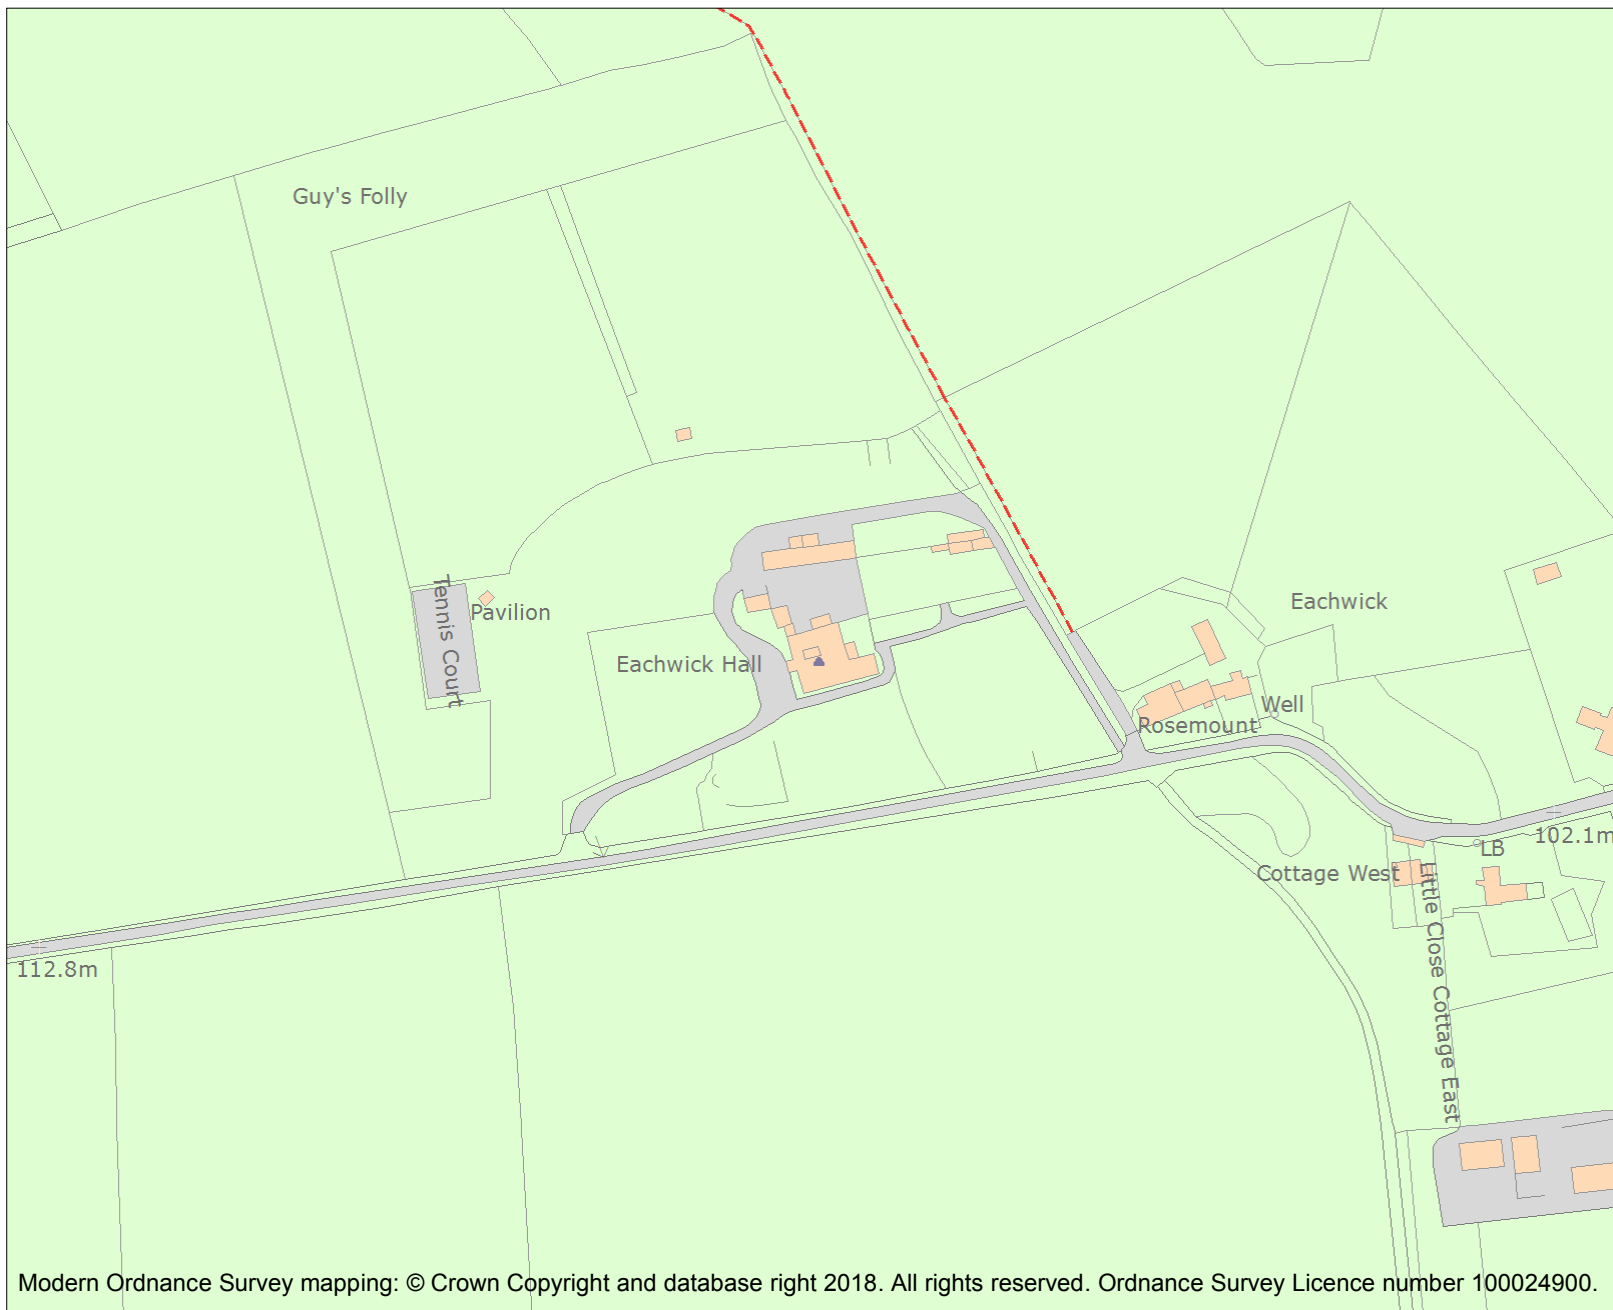 Guy's Folly
Eachwick
Tennis Court
Pavilion
Eachwick Hall
Well
Rosemount
102.1m
LB
Cottage West
Little Close Cottage East
112.8m
Modern Ordnance Survey mapping: © Crown Copyright and database right 2018. All rights reserved. Ordnance Survey Licence number 100024900.